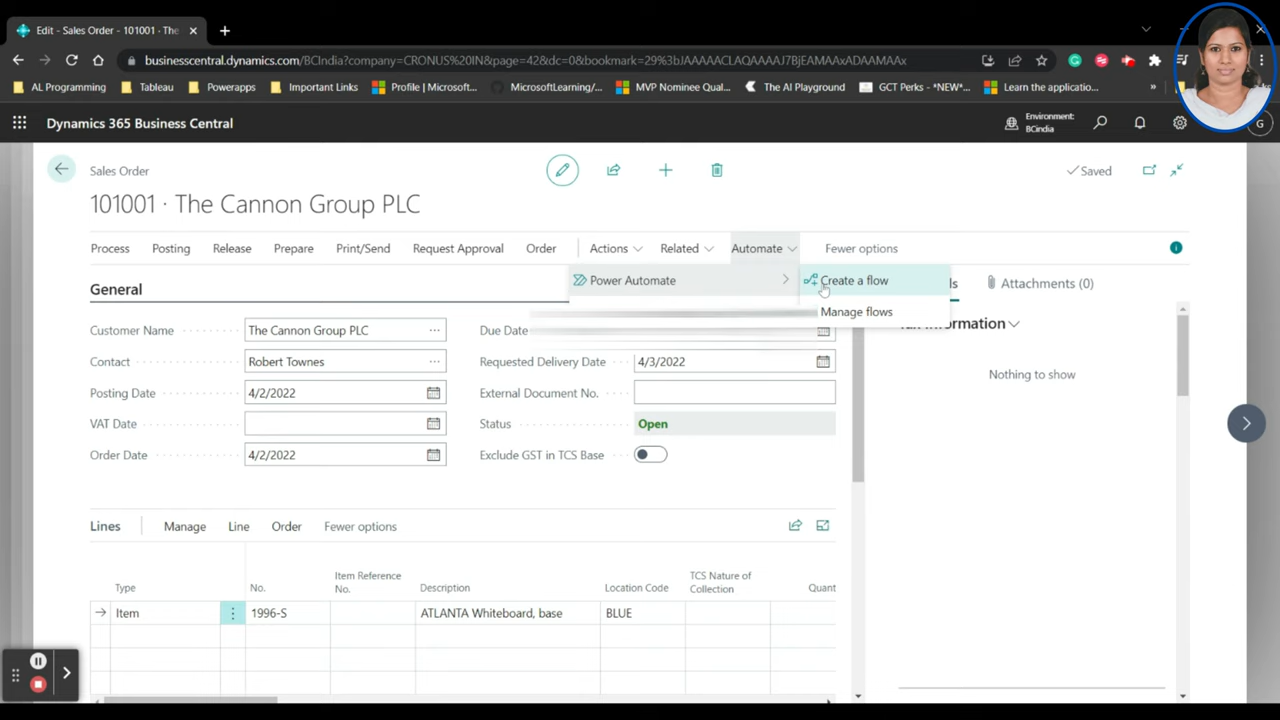 Edit - Sales Order - 101001 · The
businesscentral.dynamics.com/BCIndia?company=CRONUS%20IN&page=42&dc=0&bookmark=29%3bJAAAAACLAQAAAAJ7BjEAMAAxADAAMAAx
AL Programming Tableau Powerapps Important Links Profile | Microsoft... MicrosoftLearning/... MVP Nominee Qual... The AI Playground GCT Perks - *NEW*... Learn the applicatio... »
Dynamics 365 Business Central
Environment:
BCindia
G
Sales Order
Saved
101001 · The Cannon Group PLC
Process Posting Release Prepare Print/Send Request Approval Order Actions Related Automate Fewer options
Power Automate
Create a flow
Manage flows
General
Attachments (0)
Customer Name The Cannon Group PLC
Due Date
Contact Robert Townes
Requested Delivery Date 4/3/2022
Nothing to show
Posting Date 4/2/2022
External Document No.
VAT Date
Status Open
Order Date 4/2/2022
Exclude GST in TCS Base
Lines Manage Line Order Fewer options
Type No. Item Reference No. Description Location Code TCS Nature of Collection Quant
Item 1996-S ATLANTA Whiteboard, base BLUE